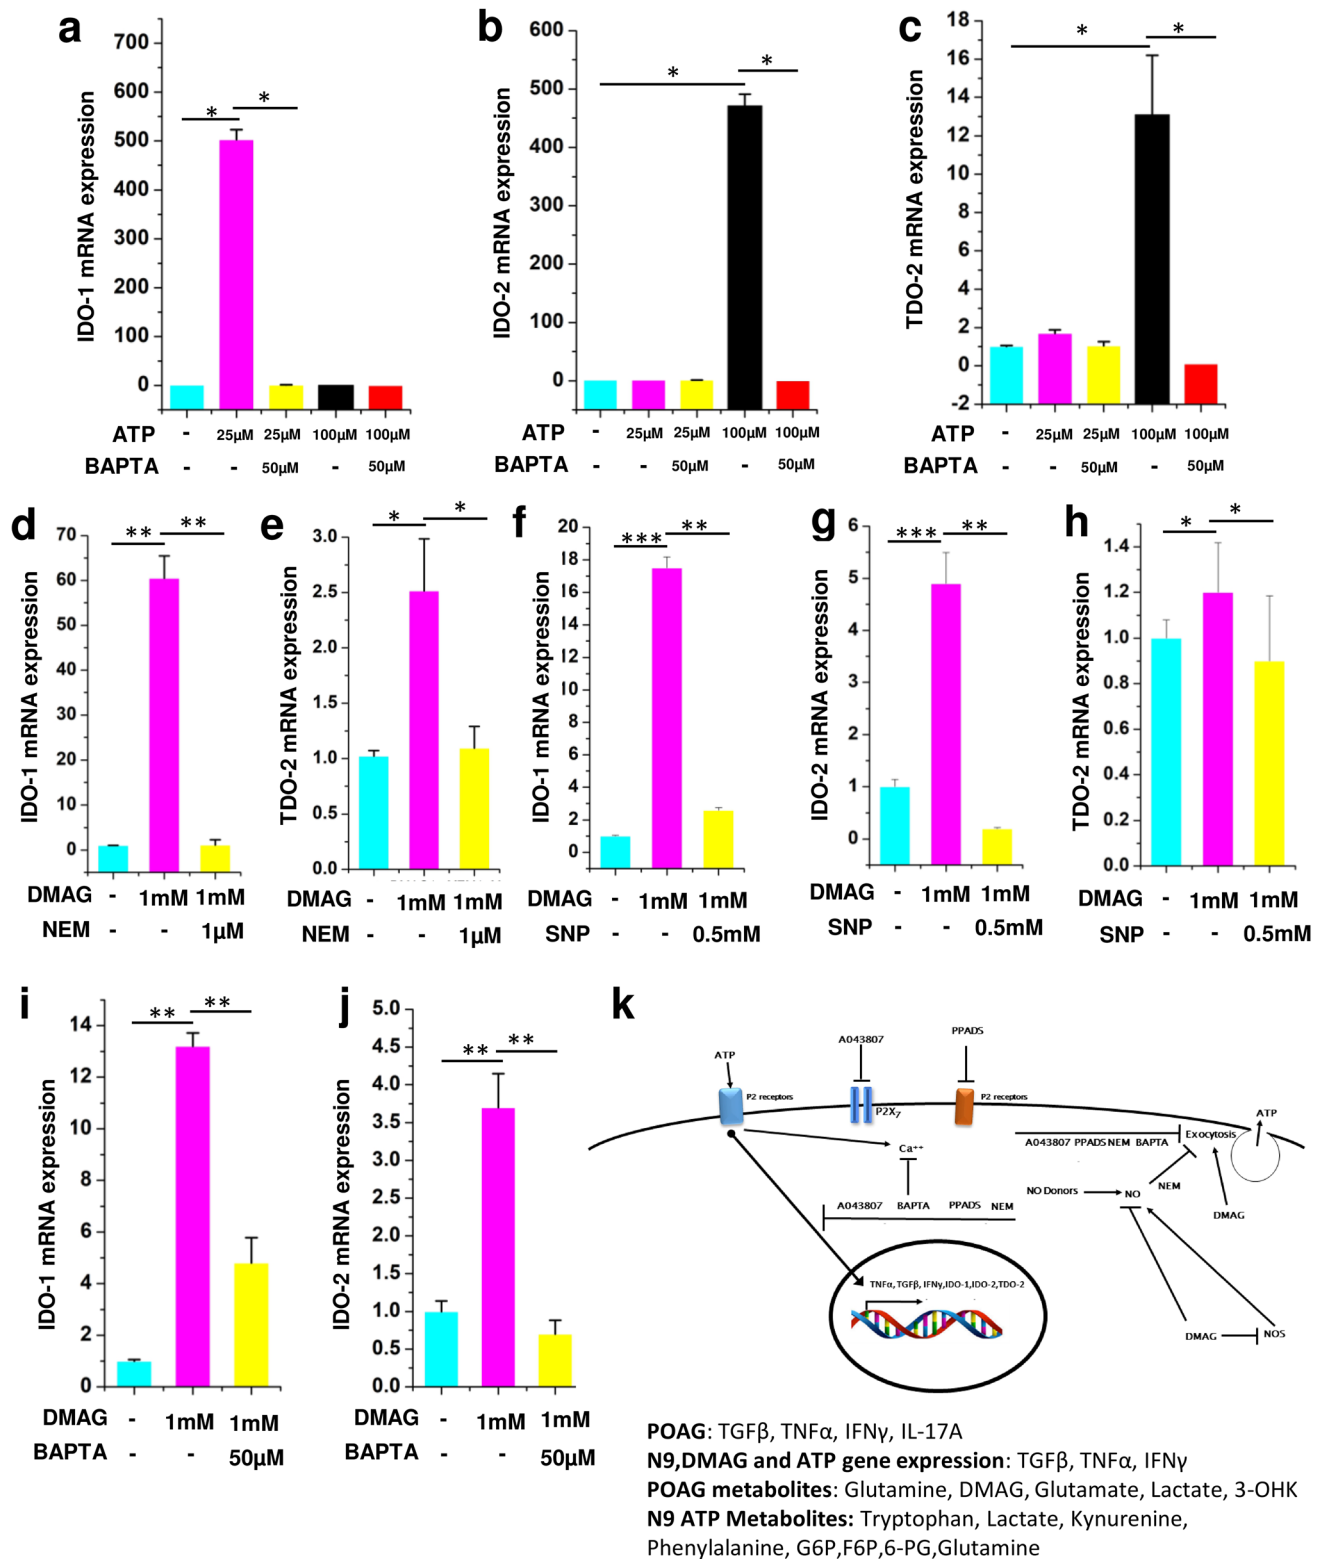 a
IDO-1 mRNA expression
700
600
500
400
300
200
100
0
* *
ATP - 25μM 25μM 100μM 100μM
BAPTA - - 50μM - 50μM
b
IDO-2 mRNA expression
600
500
400
300
200
100
0
* *
ATP - 25μM 25μM 100μM 100μM
BAPTA - - 50μM - 50μM
c
TDO-2 mRNA expression
18
16
14
12
10
8
6
4
2
0
-2
* *
ATP - 25μM 25μM 100μM 100μM
BAPTA - - 50μM - 50μM
d
IDO-1 mRNA expression
70
60
50
40
30
20
10
0
** **
DMAG - 1mM 1mM
NEM - - 1μM
e
TDO-2 mRNA expression
3.0
2.5
2.0
1.5
1.0
0.5
0.0
* *
DMAG - 1mM 1mM
NEM - - 1μM
f
IDO-1 mRNA expression
20
18
16
14
12
10
8
6
4
2
0
*** **
DMAG - 1mM 1mM
SNP - - 0.5mM
g
IDO-2 mRNA expression
6
5
4
3
2
1
0
*** **
DMAG - 1mM 1mM
SNP - - 0.5mM
h
TDO-2 mRNA expression
1.4
1.2
1.0
0.8
0.6
0.4
0.2
0.0
* *
DMAG - 1mM 1mM
SNP - - 0.5mM
i
IDO-1 mRNA expression
14
12
10
8
6
4
2
0
** **
DMAG - 1mM 1mM
BAPTA - - 50μM
j
IDO-2 mRNA expression
5.0
4.5
4.0
3.5
3.0
2.5
2.0
1.5
1.0
0.5
0.0
** **
DMAG - 1mM 1mM
BAPTA - - 50μM
k
ATP
A043807
PPADS
P2 receptors
P2X7
P2 receptors
ATP
Exocytosis
A043807 PPADS NEM BAPTA
Ca++
NEM
NO Donors
NO
DMAG
A043807 BAPTA PPADS NEM
TNFα, TGFβ, IFNγ,IDO-1,IDO-2,TDO-2
DMAG
NOS
POAG: TGFβ, TNFα, IFNγ, IL-17A
N9,DMAG and ATP gene expression: TGFβ, TNFα, IFNγ
POAG metabolites: Glutamine, DMAG, Glutamate, Lactate, 3-OHK
N9 ATP Metabolites: Tryptophan, Lactate, Kynurenine,
Phenylalanine, G6P,F6P,6-PG,Glutamine